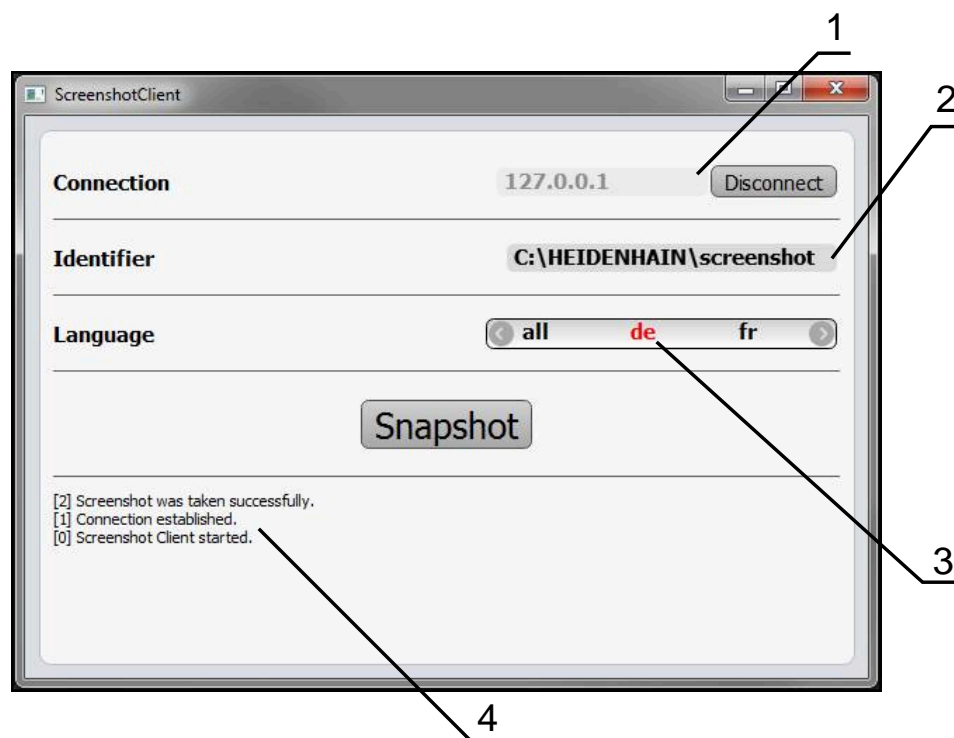 1
ScreenshotClient
2
Connection 127.0.0.1 Disconnect
Identifier C:\HEIDENHAIN\screenshot
Language all de fr
Snapshot
[2] Screenshot was taken successfully.
[1] Connection established.
[0] Screenshot Client started.
3
4